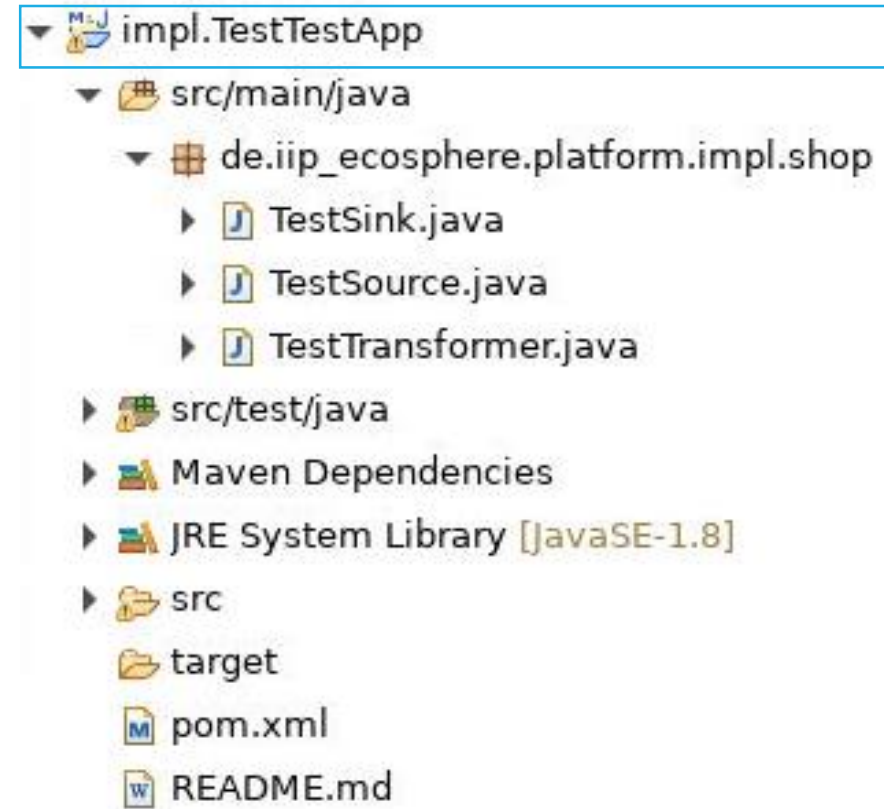 impl.TestTestApp
src/main/java
de.iip_ecosphere.platform.impl.shop
TestSink.java
TestSource.java
TestTransformer.java
src/test/java
Maven Dependencies
JRE System Library [JavaSE-1.8]
src
target
pom.xml
README.md